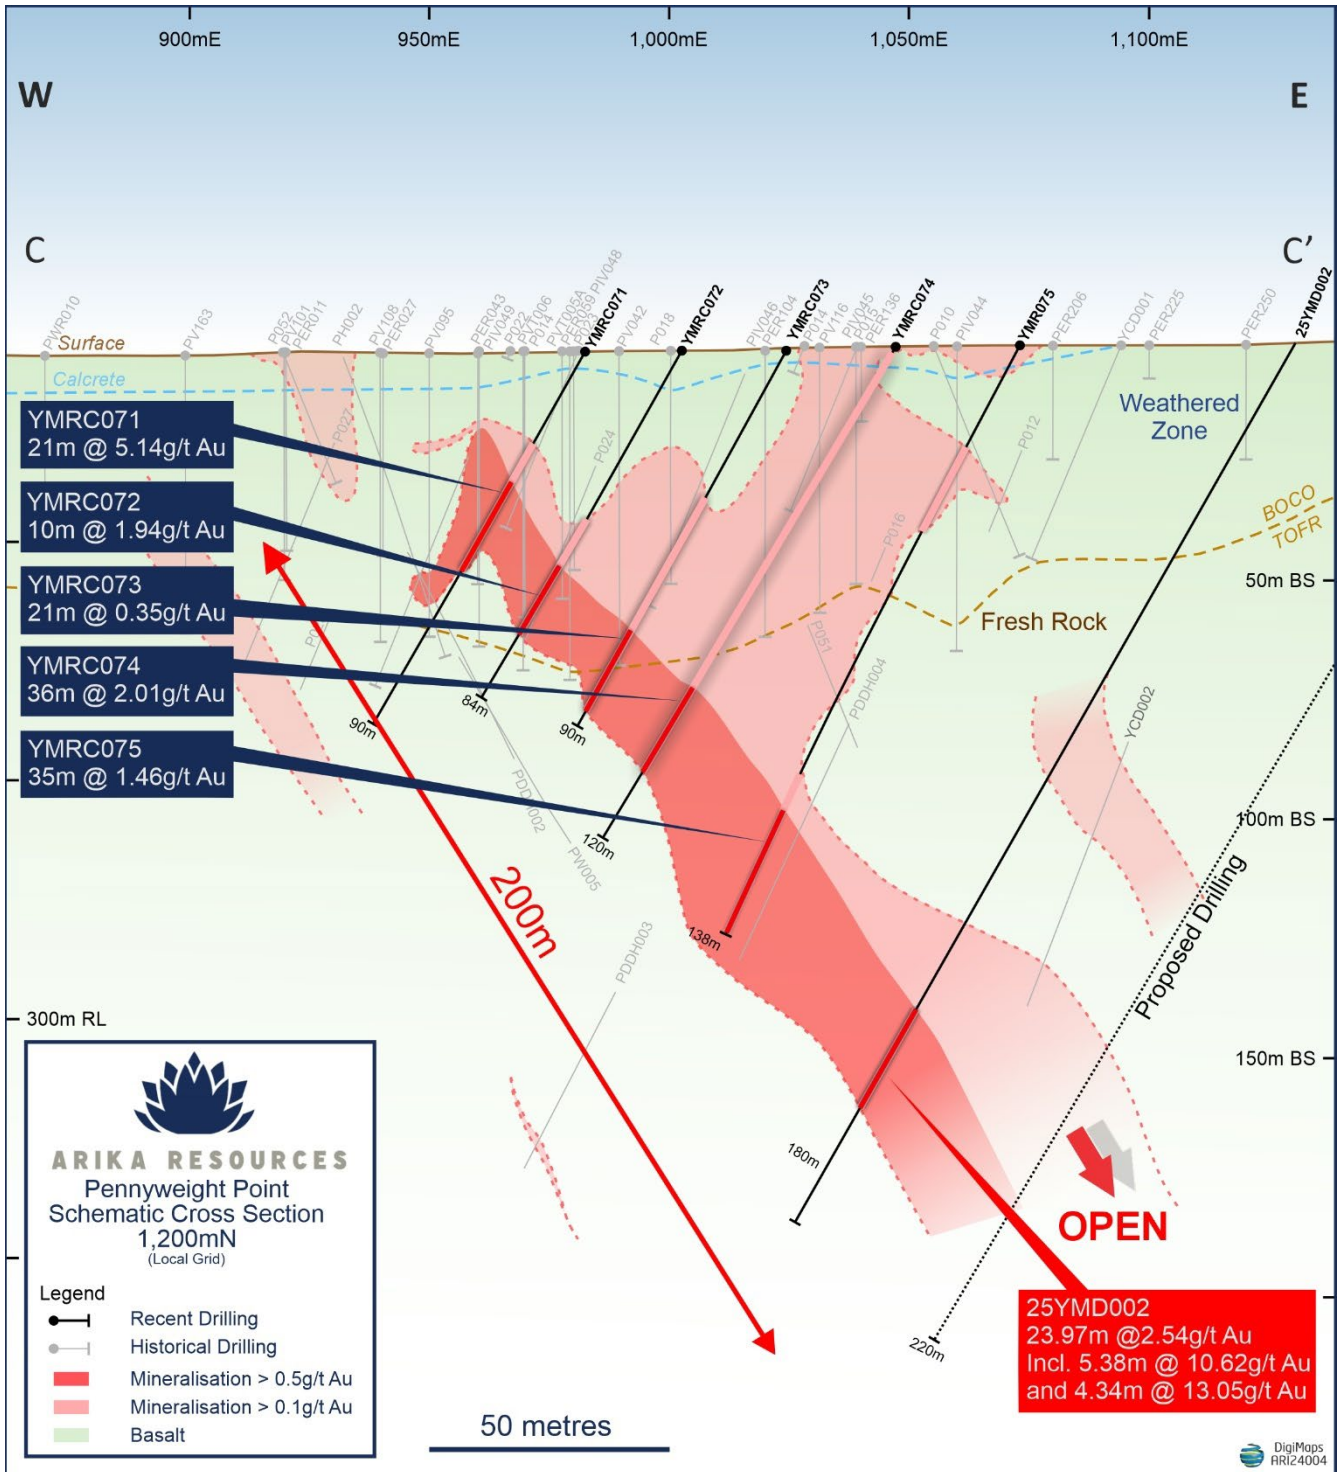 900mE
950mE
1,000mE
1,050mE
1,100mE
W
E
C
C'
PWR010
PV163
P052
PV101
PER011
PH002
PV108
PER027
PV095
PER043
PIV049
P022
PVT006
P014
PVT005A
PER059
PIV048
P023
YMRC071
PIV042
P018
YMRC072
PIV046
PER104
YMRC073
P014
PV116
PIV045
P015
PER136
YMRC074
P010
PIV044
YMR075
PER206
YCD001
PER225
PER250
25YMD002
Surface
Calcrete
Weathered
Zone
P027
P024
P012
P016
BOCO
TOFR
YMRC071
21m @ 5.14g/t Au
YMRC072
10m @ 1.94g/t Au
YMRC073
21m @ 0.35g/t Au
YMRC074
36m @ 2.01g/t Au
YMRC075
35m @ 1.46g/t Au
50m BS
Fresh Rock
P051
PDDH004
YCD002
90m
84m
90m
120m
138m
PDDH002
PW005
PDDH003
200m
100m BS
Proposed Drilling
300m RL
150m BS
180m
220m
OPEN
25YMD002
23.97m @2.54g/t Au
Incl. 5.38m @ 10.62g/t Au
and 4.34m @ 13.05g/t Au
ARIKA RESOURCES
Pennyweight Point
Schematic Cross Section
1,200mN
(Local Grid)
Legend
Recent Drilling
Historical Drilling
Mineralisation > 0.5g/t Au
Mineralisation > 0.1g/t Au
Basalt
50 metres
DigiMaps
ARI24004